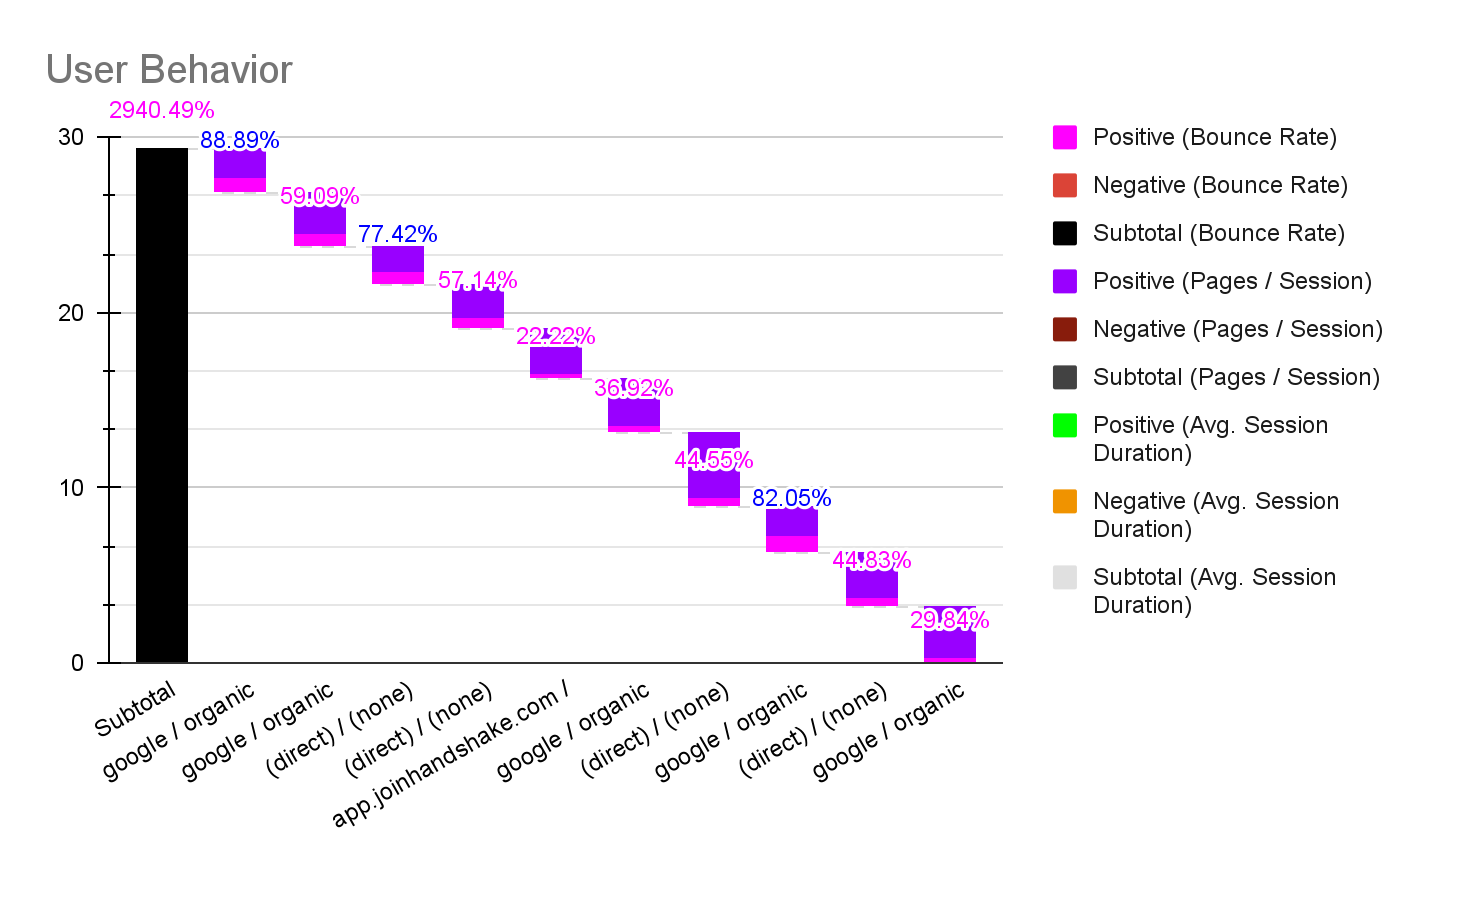 User Behavior
2940.49%
88.89%
59.09%
77.42%
57.14%
22.22%
36.92%
44.55%
82.05%
44.83%
29.84%
30
20
10
0
Subtotal
google / organic
google / organic
(direct) / (none)
(direct) / (none)
app.joinhandshake.com /
google / organic
(direct) / (none)
google / organic
(direct) / (none)
google / organic
Positive (Bounce Rate)
Negative (Bounce Rate)
Subtotal (Bounce Rate)
Positive (Pages / Session)
Negative (Pages / Session)
Subtotal (Pages / Session)
Positive (Avg. Session
Duration)
Negative (Avg. Session
Duration)
Subtotal (Avg. Session
Duration)